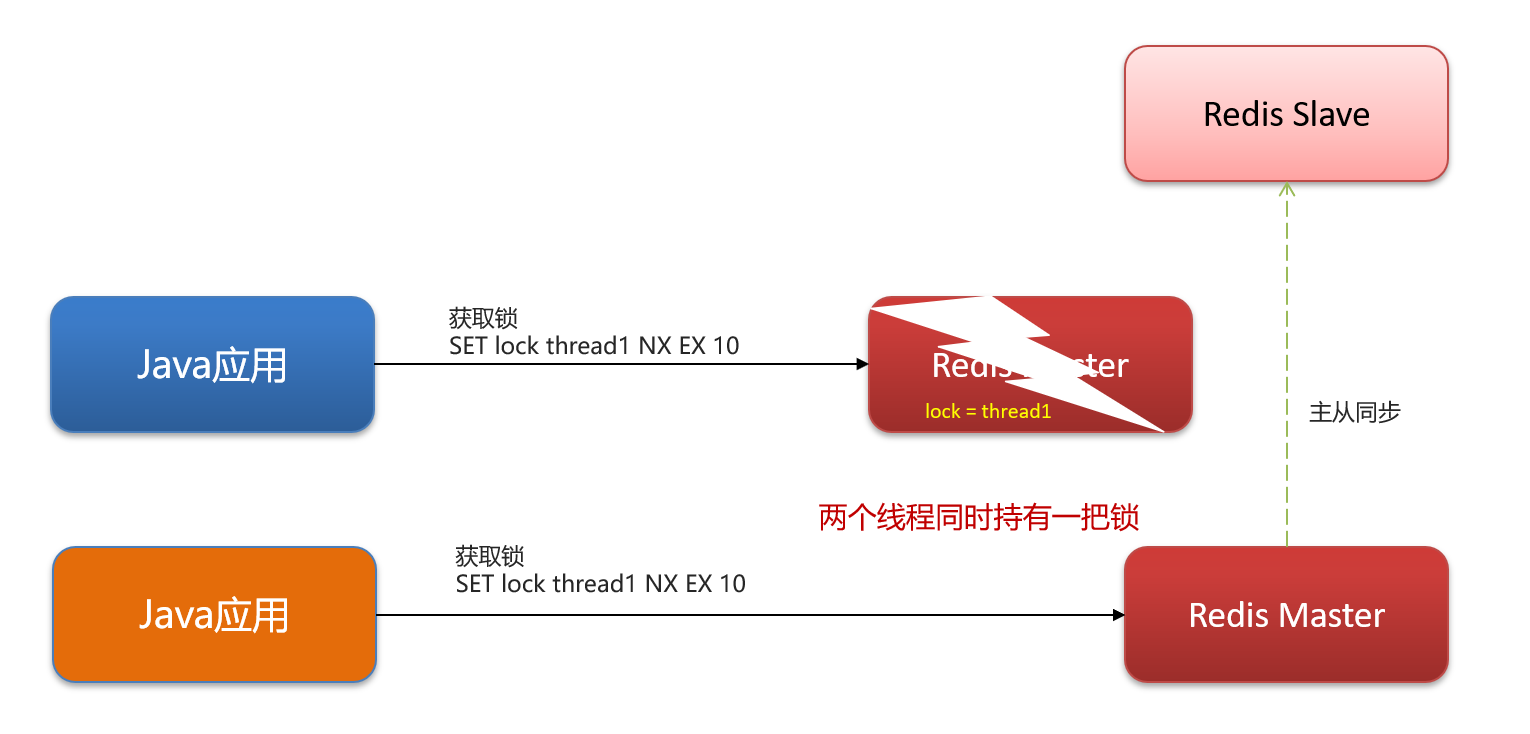 Redis Slave
获取锁
SET lock thread1 NX EX 10
Java应用
Redis ster
lock = thread1
主从同步
两个线程同时持有一把锁
获取锁
SET lock thread1 NX EX 10
Java应用
Redis Master